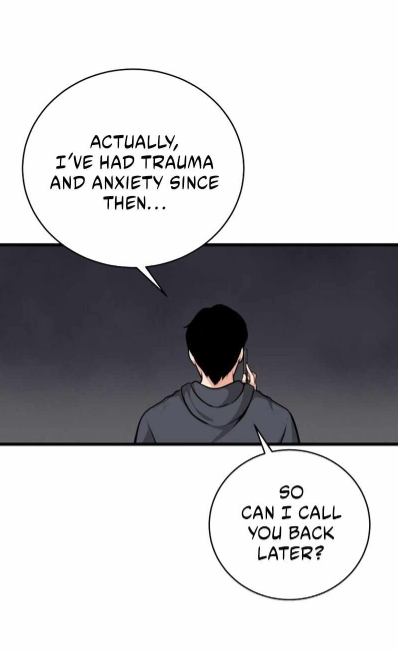 ACTUALLY,
I'VE HAD TRAUMA
AND ANXIETY SINCE
THEN...
SO
CAN I CALL
YOU BACK
LATER?